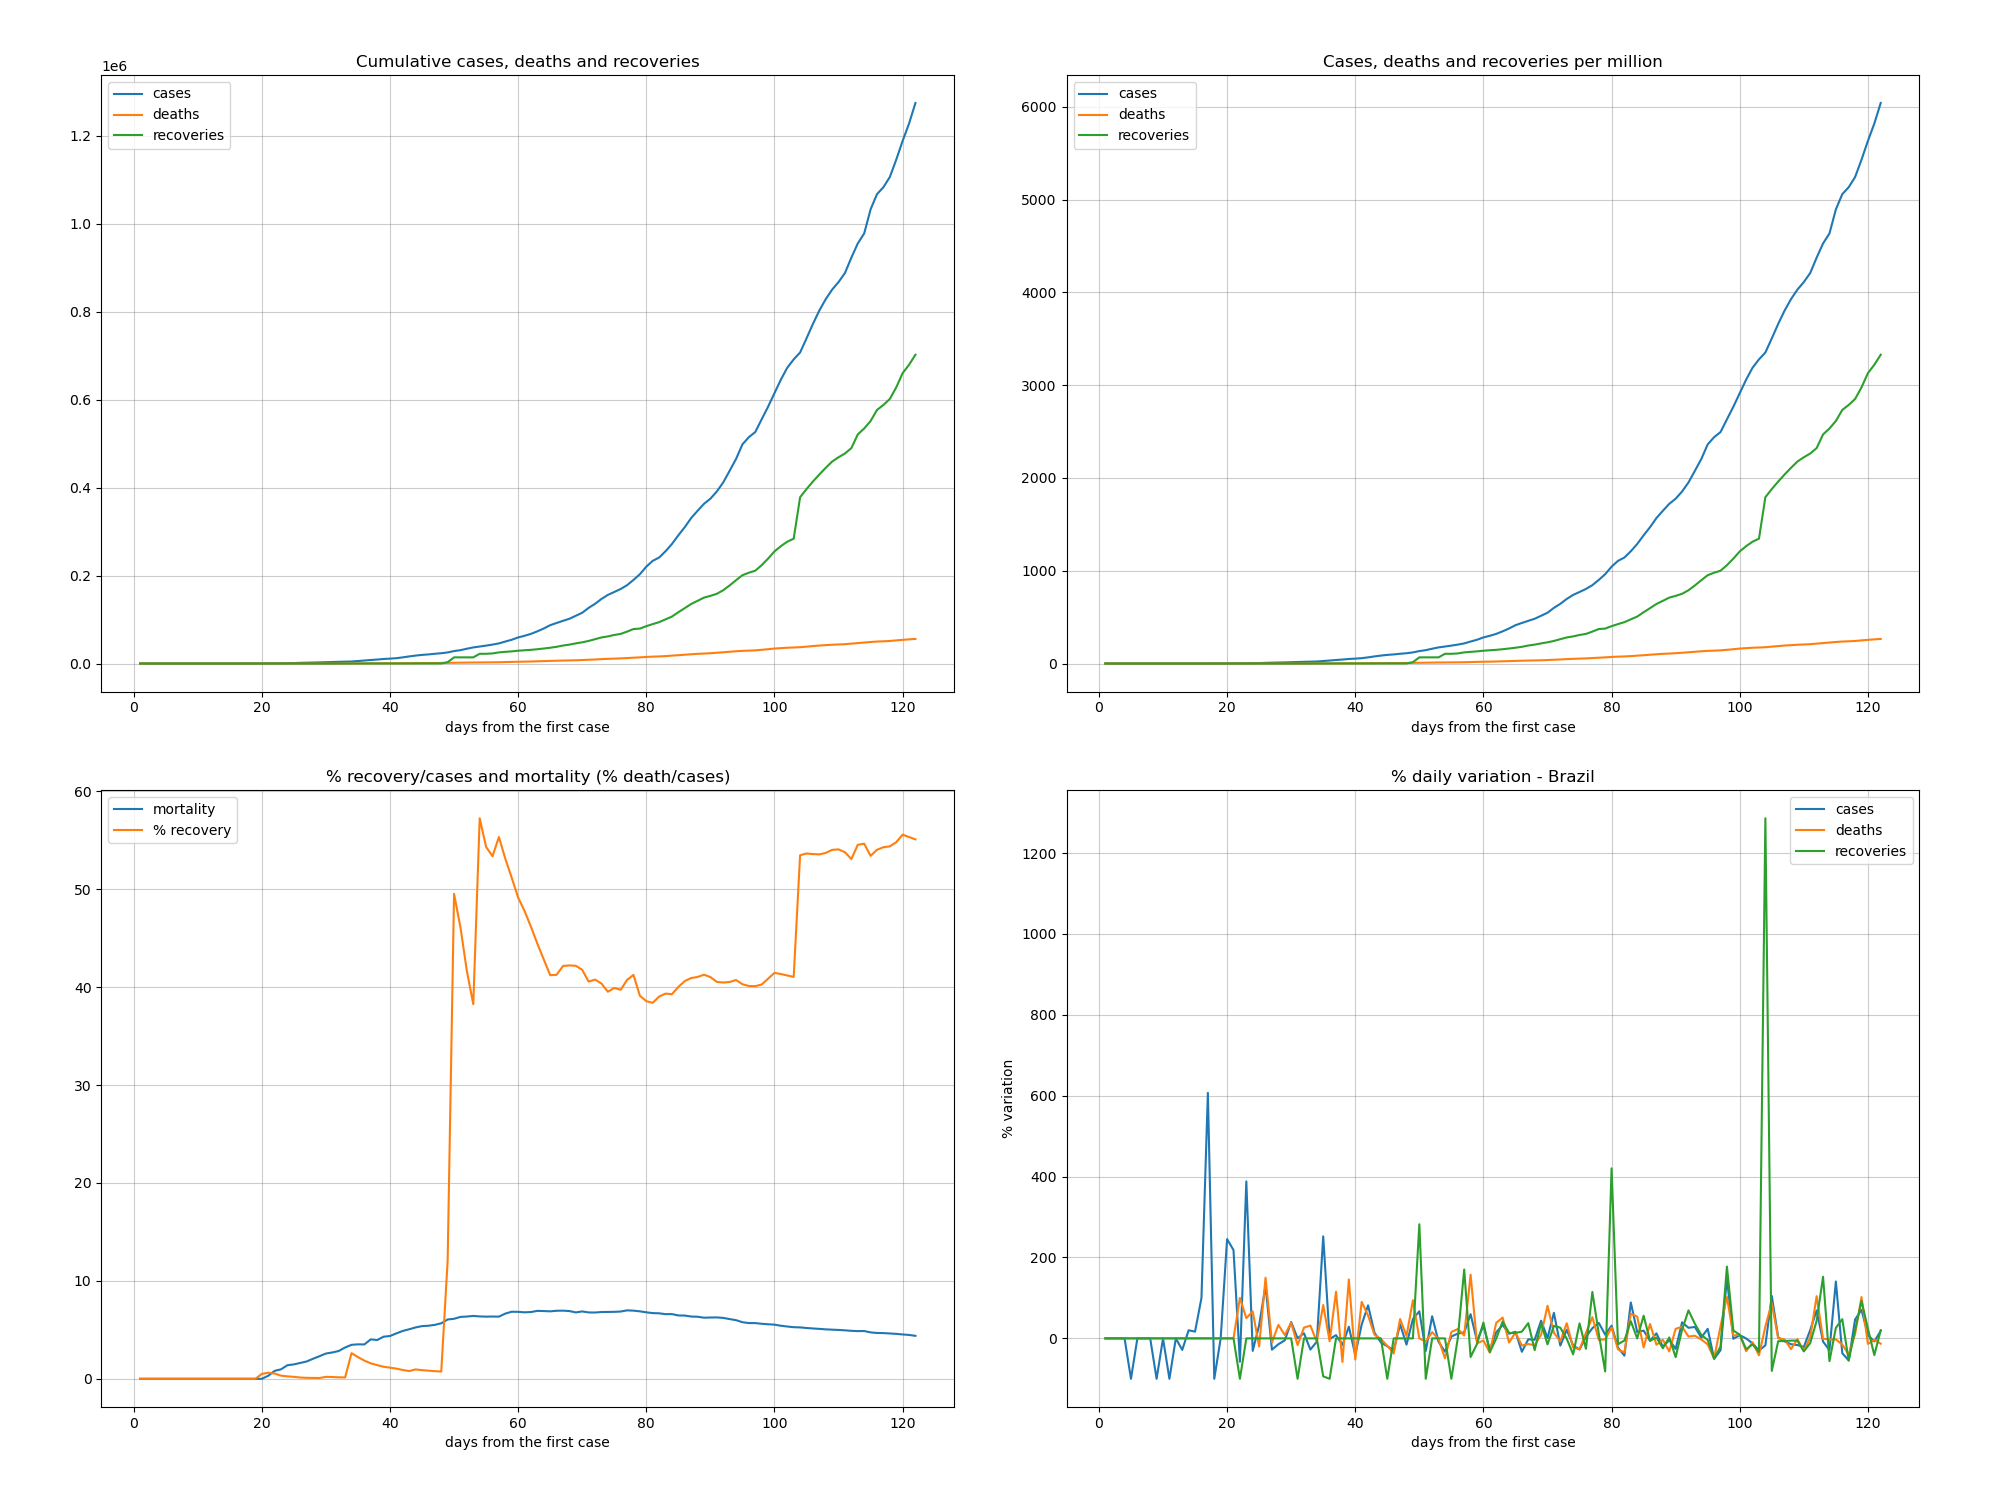 Cumulative cases, deaths and recoveries
1e6
cases
deaths
recoveries
1.2
1.0
0.8
0.6
0.4
0.2
0.0
0 20 40 60 80 100 120
days from the first case
Cases, deaths and recoveries per million
cases
deaths
recoveries
6000
5000
4000
3000
2000
1000
0
0 20 40 60 80 100 120
days from the first case
% recovery/cases and mortality (% death/cases)
mortality
% recovery
60
50
40
30
20
10
0
0 20 40 60 80 100 120
days from the first case
% daily variation - Brazil
cases
deaths
recoveries
% variation
1200
1000
800
600
400
200
0
0 20 40 60 80 100 120
days from the first case